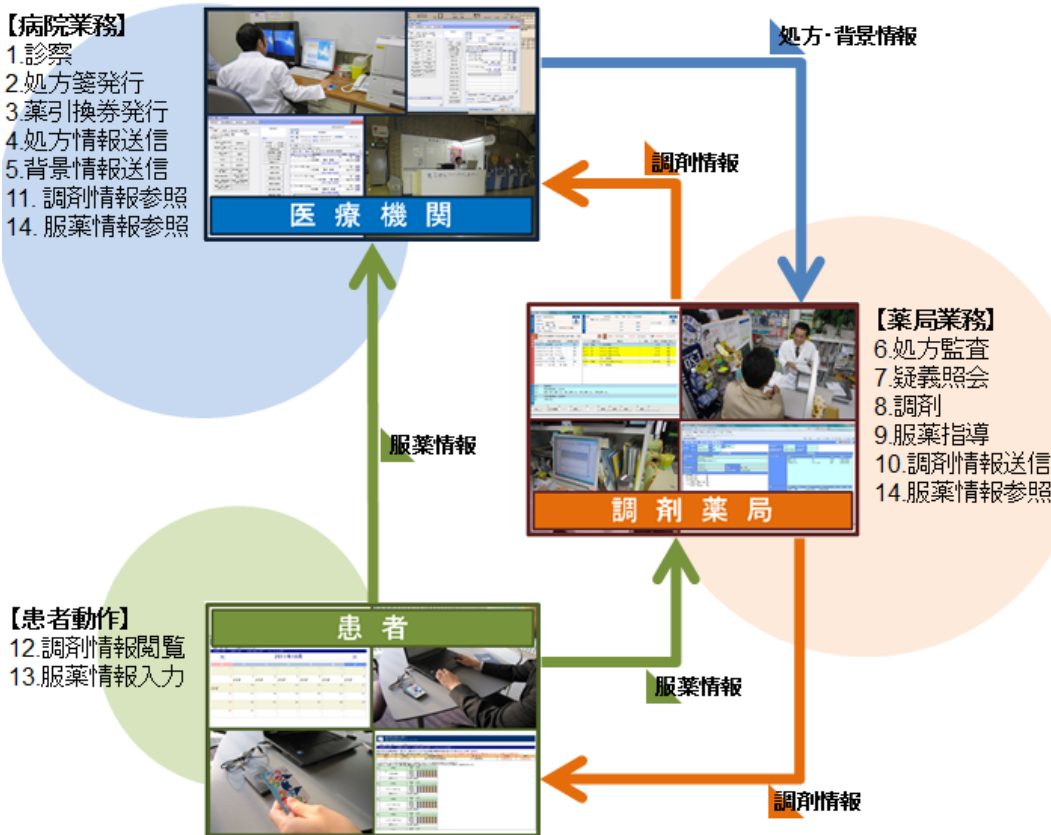 【病院業務】
1.診察
2.処方箋発行
3.薬引換券発行
4.処方情報送信
5.背景情報送信
11. 調剤情報参照
14. 服薬情報参照
医療機関
処方・背景情報
調剤情報
【薬局業務】
6.処方監査
7.疑義照会
8.調剤
9.服薬指導
10.調剤情報送信
14.服薬情報参照
調剤薬局
服薬情報
【患者動作】
12.調剤情報閲覧
13.服薬情報入力
患者
服薬情報
調剤情報